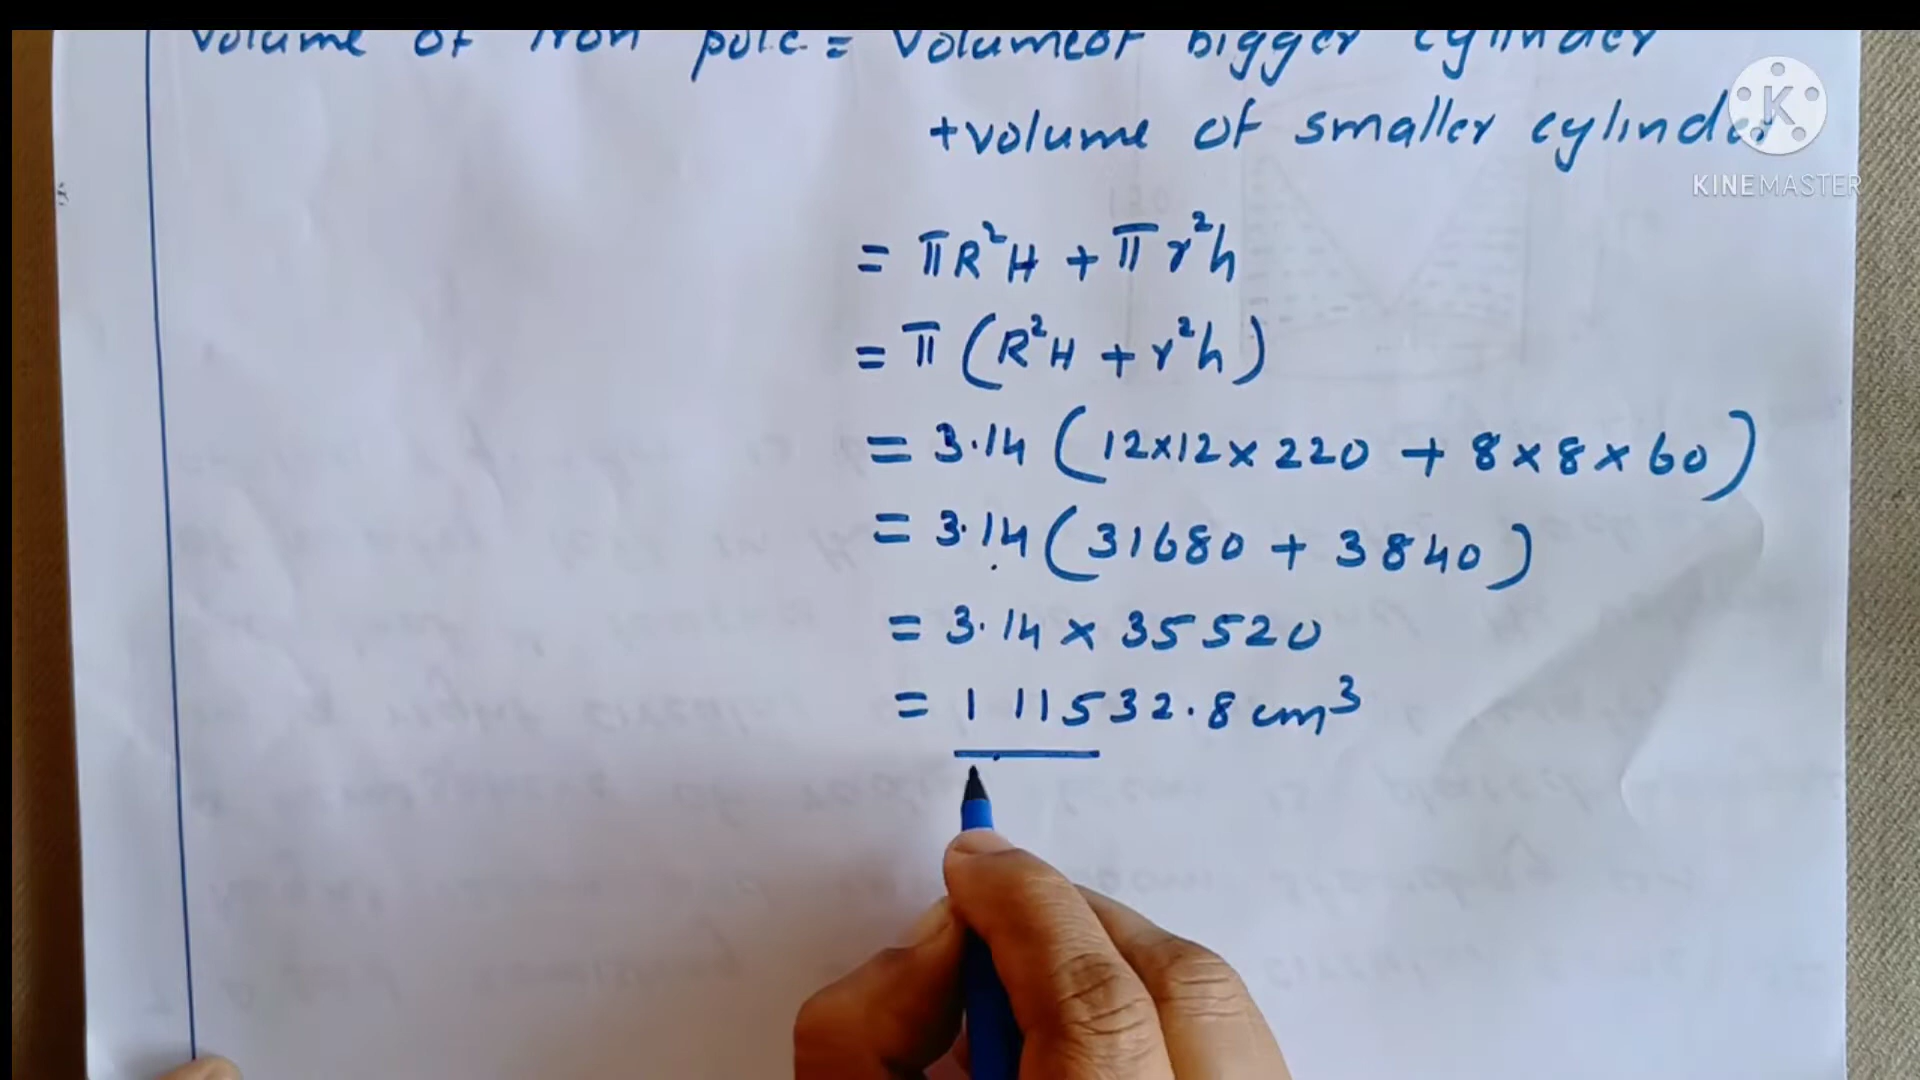 volume of iron pole = volume of bigger cylinder
+ volume of smaller cylinder
KINEMASTER
= πR²H + πr²h
= π (R²H + r²h)
= 3.14 (12×12×220 + 8×8×60)
= 3.14 (31680 + 3840)
= 3.14 × 35520
= 111532.8 cm³